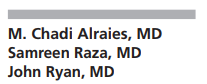 M. Chadi Alraies, MD
Samreen Raza, MD
John Ryan, MD